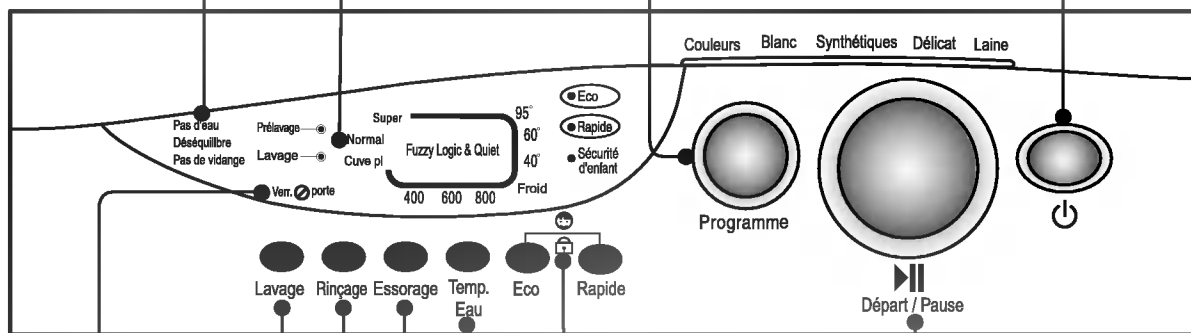 Couleurs Blanc Synthétiques Délicat Laine
Pas d'eau
Déséquilibre
Pas de vidange
Prélavage
Lavage
Verr. porte
Super
Normal
Cuve pl
Fuzzy Logic & Quiet
400 600 800
95°
60°
40°
Froid
Eco
Rapide
Sécurité
d'enfant
Programme
Lavage Rinçage Essorage Temp. Eau Eco Rapide
Départ / Pause